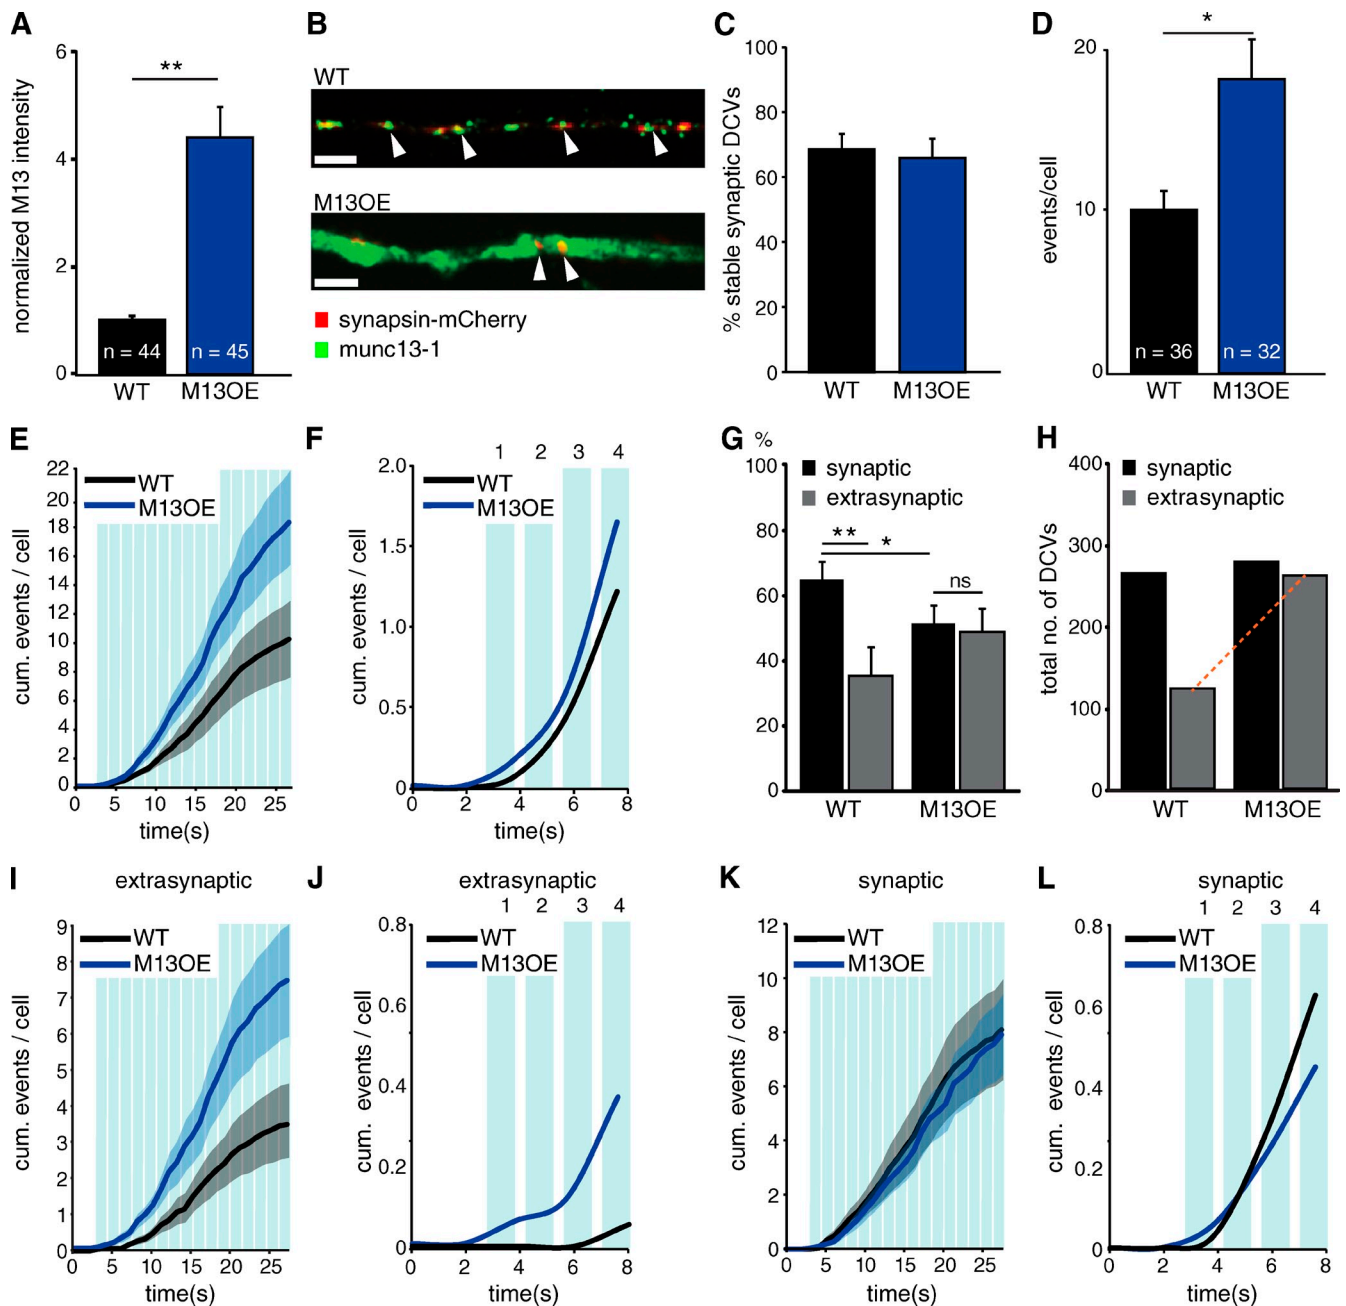 A
normalized M13 intensity
6
4
2
0
**
n = 44
n = 45
WT
M13OE
B
WT
M13OE
synapsin-mCherry
munc13-1
C
% stable synaptic DCVs
100
80
60
40
20
0
WT
M13OE
D
events/cell
20
10
0
*
n = 36
n = 32
WT
M13OE
E
cum. events / cell
22
20
18
16
14
12
10
8
6
4
2
0
WT
M13OE
0 5 10 15 20 25
time(s)
F
1 2 3 4
cum. events / cell
2.0
1.5
1.0
0.5
0
WT
M13OE
0 2 4 6 8
time(s)
G
%
100
80
60
40
20
0
synaptic
extrasynaptic
**
*
ns
WT
M13OE
H
total no. of DCVs
400
300
200
100
0
synaptic
extrasynaptic
WT
M13OE
I
extrasynaptic
cum. events / cell
9
8
7
6
5
4
3
2
1
0
WT
M13OE
0 5 10 15 20 25
time(s)
J
extrasynaptic
1 2 3 4
cum. events / cell
0.8
0.6
0.4
0.2
0
WT
M13OE
0 2 4 6 8
time(s)
K
synaptic
cum. events / cell
12
10
8
6
4
2
0
WT
M13OE
0 5 10 15 20 25
time(s)
L
synaptic
1 2 3 4
cum. events / cell
0.8
0.6
0.4
0.2
0
WT
M13OE
0 2 4 6 8
time(s)